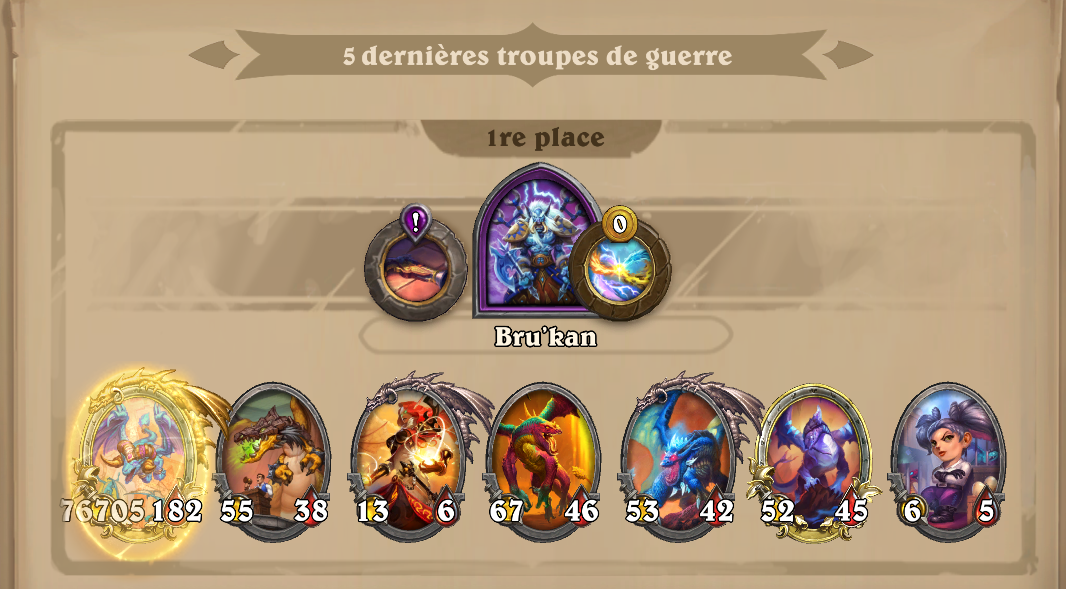 5 dernières troupes de guerre
1re place
!
0
Bru'kan
76705 182 55 38 13 6 67 46 53 42 52 45 6 5